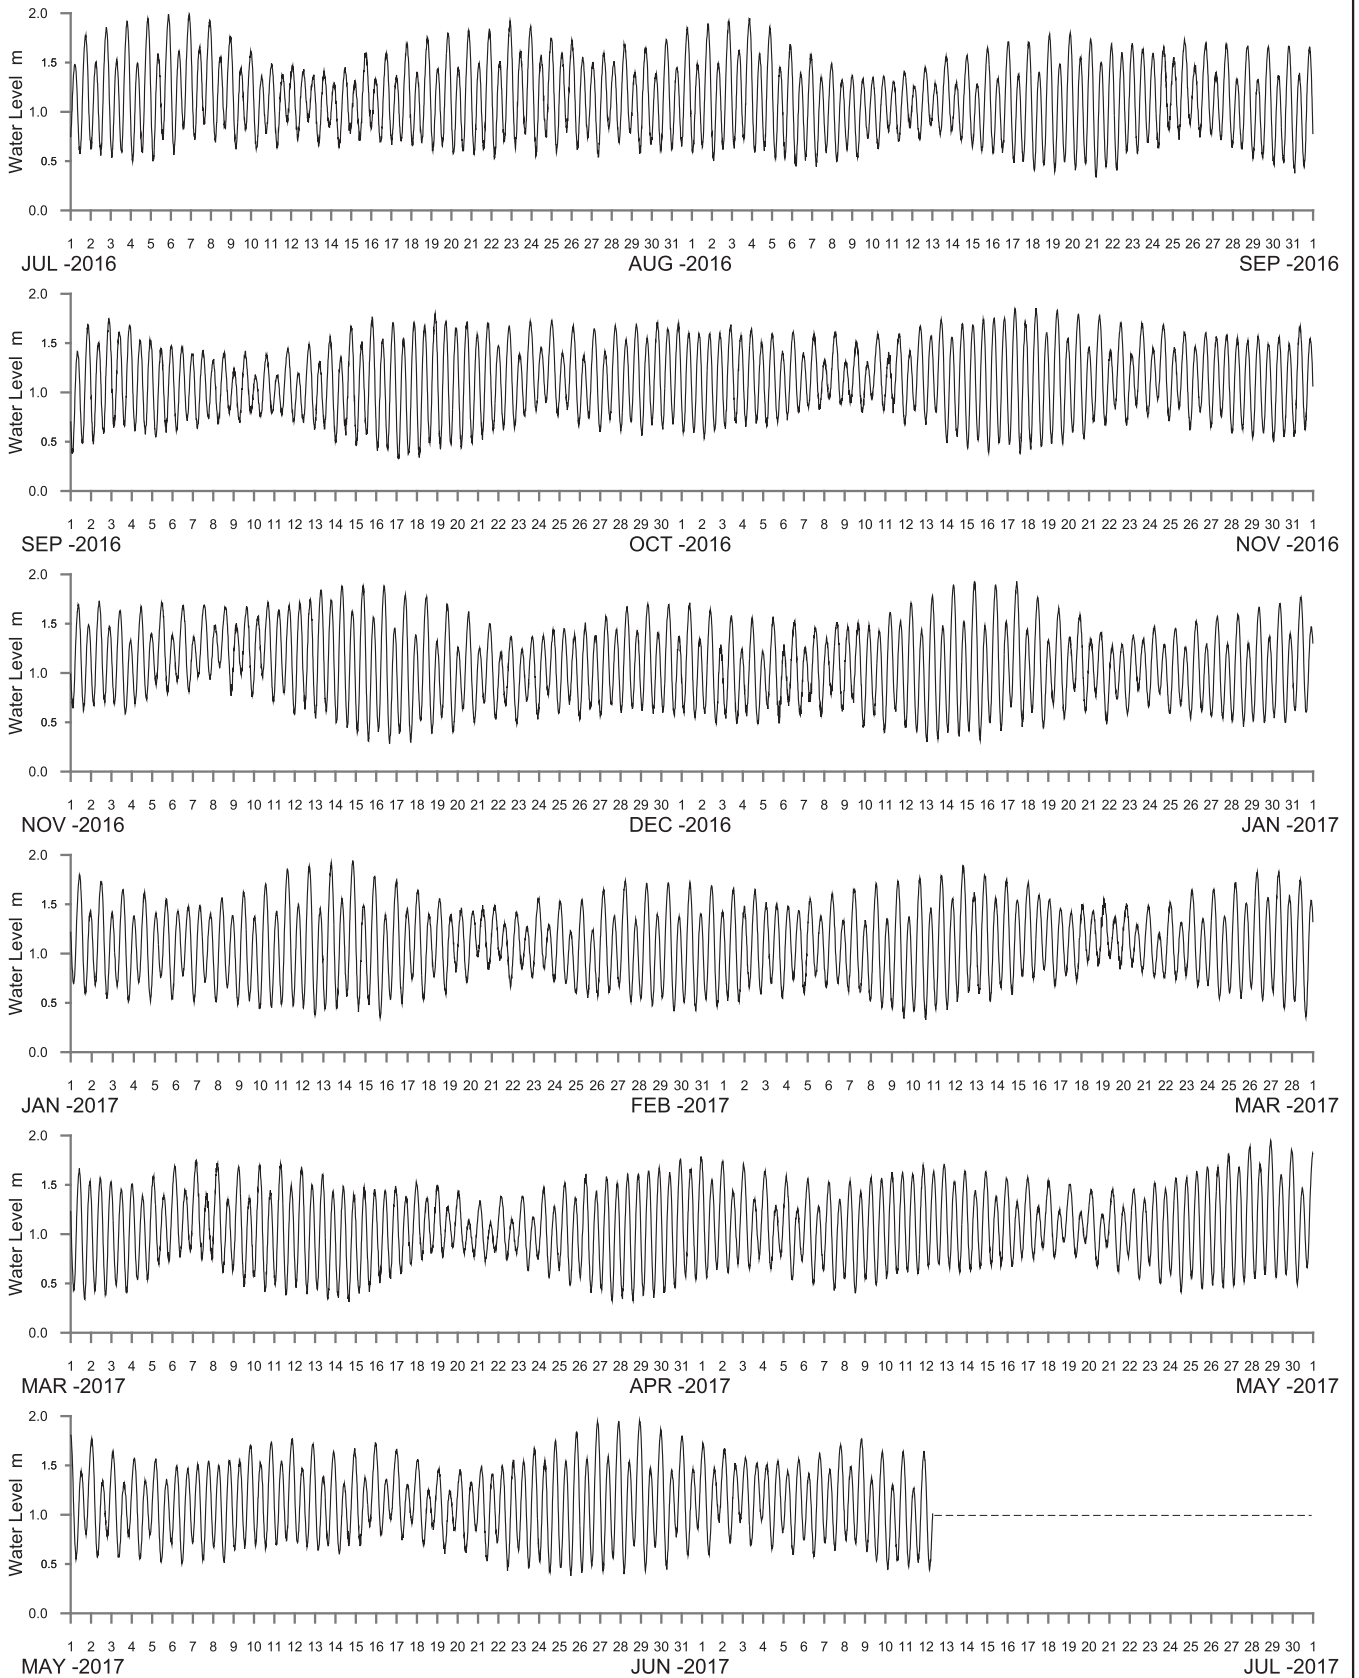 2.0
1.5
1.0
0.5
0.0
Water Level m
1 2 3 4 5 6 7 8 9 10 11 12 13 14 15 16 17 18 19 20 21 22 23 24 25 26 27 28 29 30 31 1 2 3 4 5 6 7 8 9 10 11 12 13 14 15 16 17 18 19 20 21 22 23 24 25 26 27 28 29 30 31 1
JUL -2016 AUG -2016 SEP -2016
2.0
1.5
1.0
0.5
0.0
Water Level m
1 2 3 4 5 6 7 8 9 10 11 12 13 14 15 16 17 18 19 20 21 22 23 24 25 26 27 28 29 30 1 2 3 4 5 6 7 8 9 10 11 12 13 14 15 16 17 18 19 20 21 22 23 24 25 26 27 28 29 30 31 1
SEP -2016 OCT -2016 NOV -2016
2.0
1.5
1.0
0.5
0.0
Water Level m
1 2 3 4 5 6 7 8 9 10 11 12 13 14 15 16 17 18 19 20 21 22 23 24 25 26 27 28 29 30 1 2 3 4 5 6 7 8 9 10 11 12 13 14 15 16 17 18 19 20 21 22 23 24 25 26 27 28 29 30 31 1
NOV -2016 DEC -2016 JAN -2017
2.0
1.5
1.0
0.5
0.0
Water Level m
1 2 3 4 5 6 7 8 9 10 11 12 13 14 15 16 17 18 19 20 21 22 23 24 25 26 27 28 29 30 31 1 2 3 4 5 6 7 8 9 10 11 12 13 14 15 16 17 18 19 20 21 22 23 24 25 26 27 28 1
JAN -2017 FEB -2017 MAR -2017
2.0
1.5
1.0
0.5
0.0
Water Level m
1 2 3 4 5 6 7 8 9 10 11 12 13 14 15 16 17 18 19 20 21 22 23 24 25 26 27 28 29 30 31 1 2 3 4 5 6 7 8 9 10 11 12 13 14 15 16 17 18 19 20 21 22 23 24 25 26 27 28 29 30 1
MAR -2017 APR -2017 MAY -2017
2.0
1.5
1.0
0.5
0.0
Water Level m
1 2 3 4 5 6 7 8 9 10 11 12 13 14 15 16 17 18 19 20 21 22 23 24 25 26 27 28 29 30 31 1 2 3 4 5 6 7 8 9 10 11 12 13 14 15 16 17 18 19 20 21 22 23 24 25 26 27 28 29 30 1
MAY -2017 JUN -2017 JUL -2017